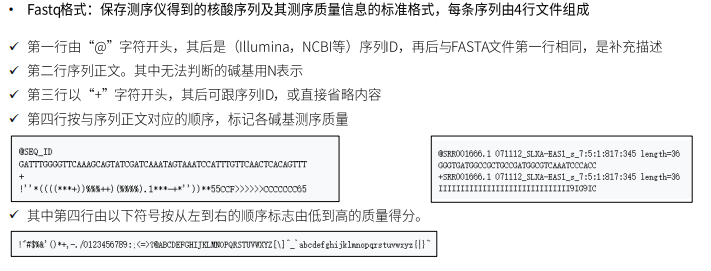 • Fastq格式：保存测序仪得到的核酸序列及其测序质量信息的标准格式，每条序列由4行文件组成
✓ 第一行由“@”字符开头，其后是（Illumina，NCBI等）序列ID，再后与FASTA文件第一行相同，是补充描述
✓ 第二行序列正文。其中无法判断的碱基用N表示
✓ 第三行以“+”字符开头，其后可跟序列ID，或直接省略内容
✓ 第四行按与序列正文对应的顺序，标记各碱基测序质量
@SEQ_ID
GATTTGGGGTTCAAAGCAGTATCGATCAAATAGTAAATCCATTTGTTCAACTCACAGTTT
+
!''*((((***+))%%%++)(%%%%).1***-+*''))**55CCF>>>>>>CCCCCCC65
@SRR001666.1 071112_SLXA-EAS1_s_7:5:1:817:345 length=36
GGGTGATGGCCGCTGCCGATGGCGTCAAATCCCACC
+SRR001666.1 071112_SLXA-EAS1_s_7:5:1:817:345 length=36
IIIIIIIIIIIIIIIIIIIIIIIIIIIIII9IG9IC
✓ 其中第四行由以下符号按从左到右的顺序标志由低到高的质量得分。
!"#$%&'()*+,-./0123456789:;<=>?@ABCDEFGHIJKLMNOPQRSTUVWXYZ[\]^_`abcdefghijklmnopqrstuvwxyz{|}~